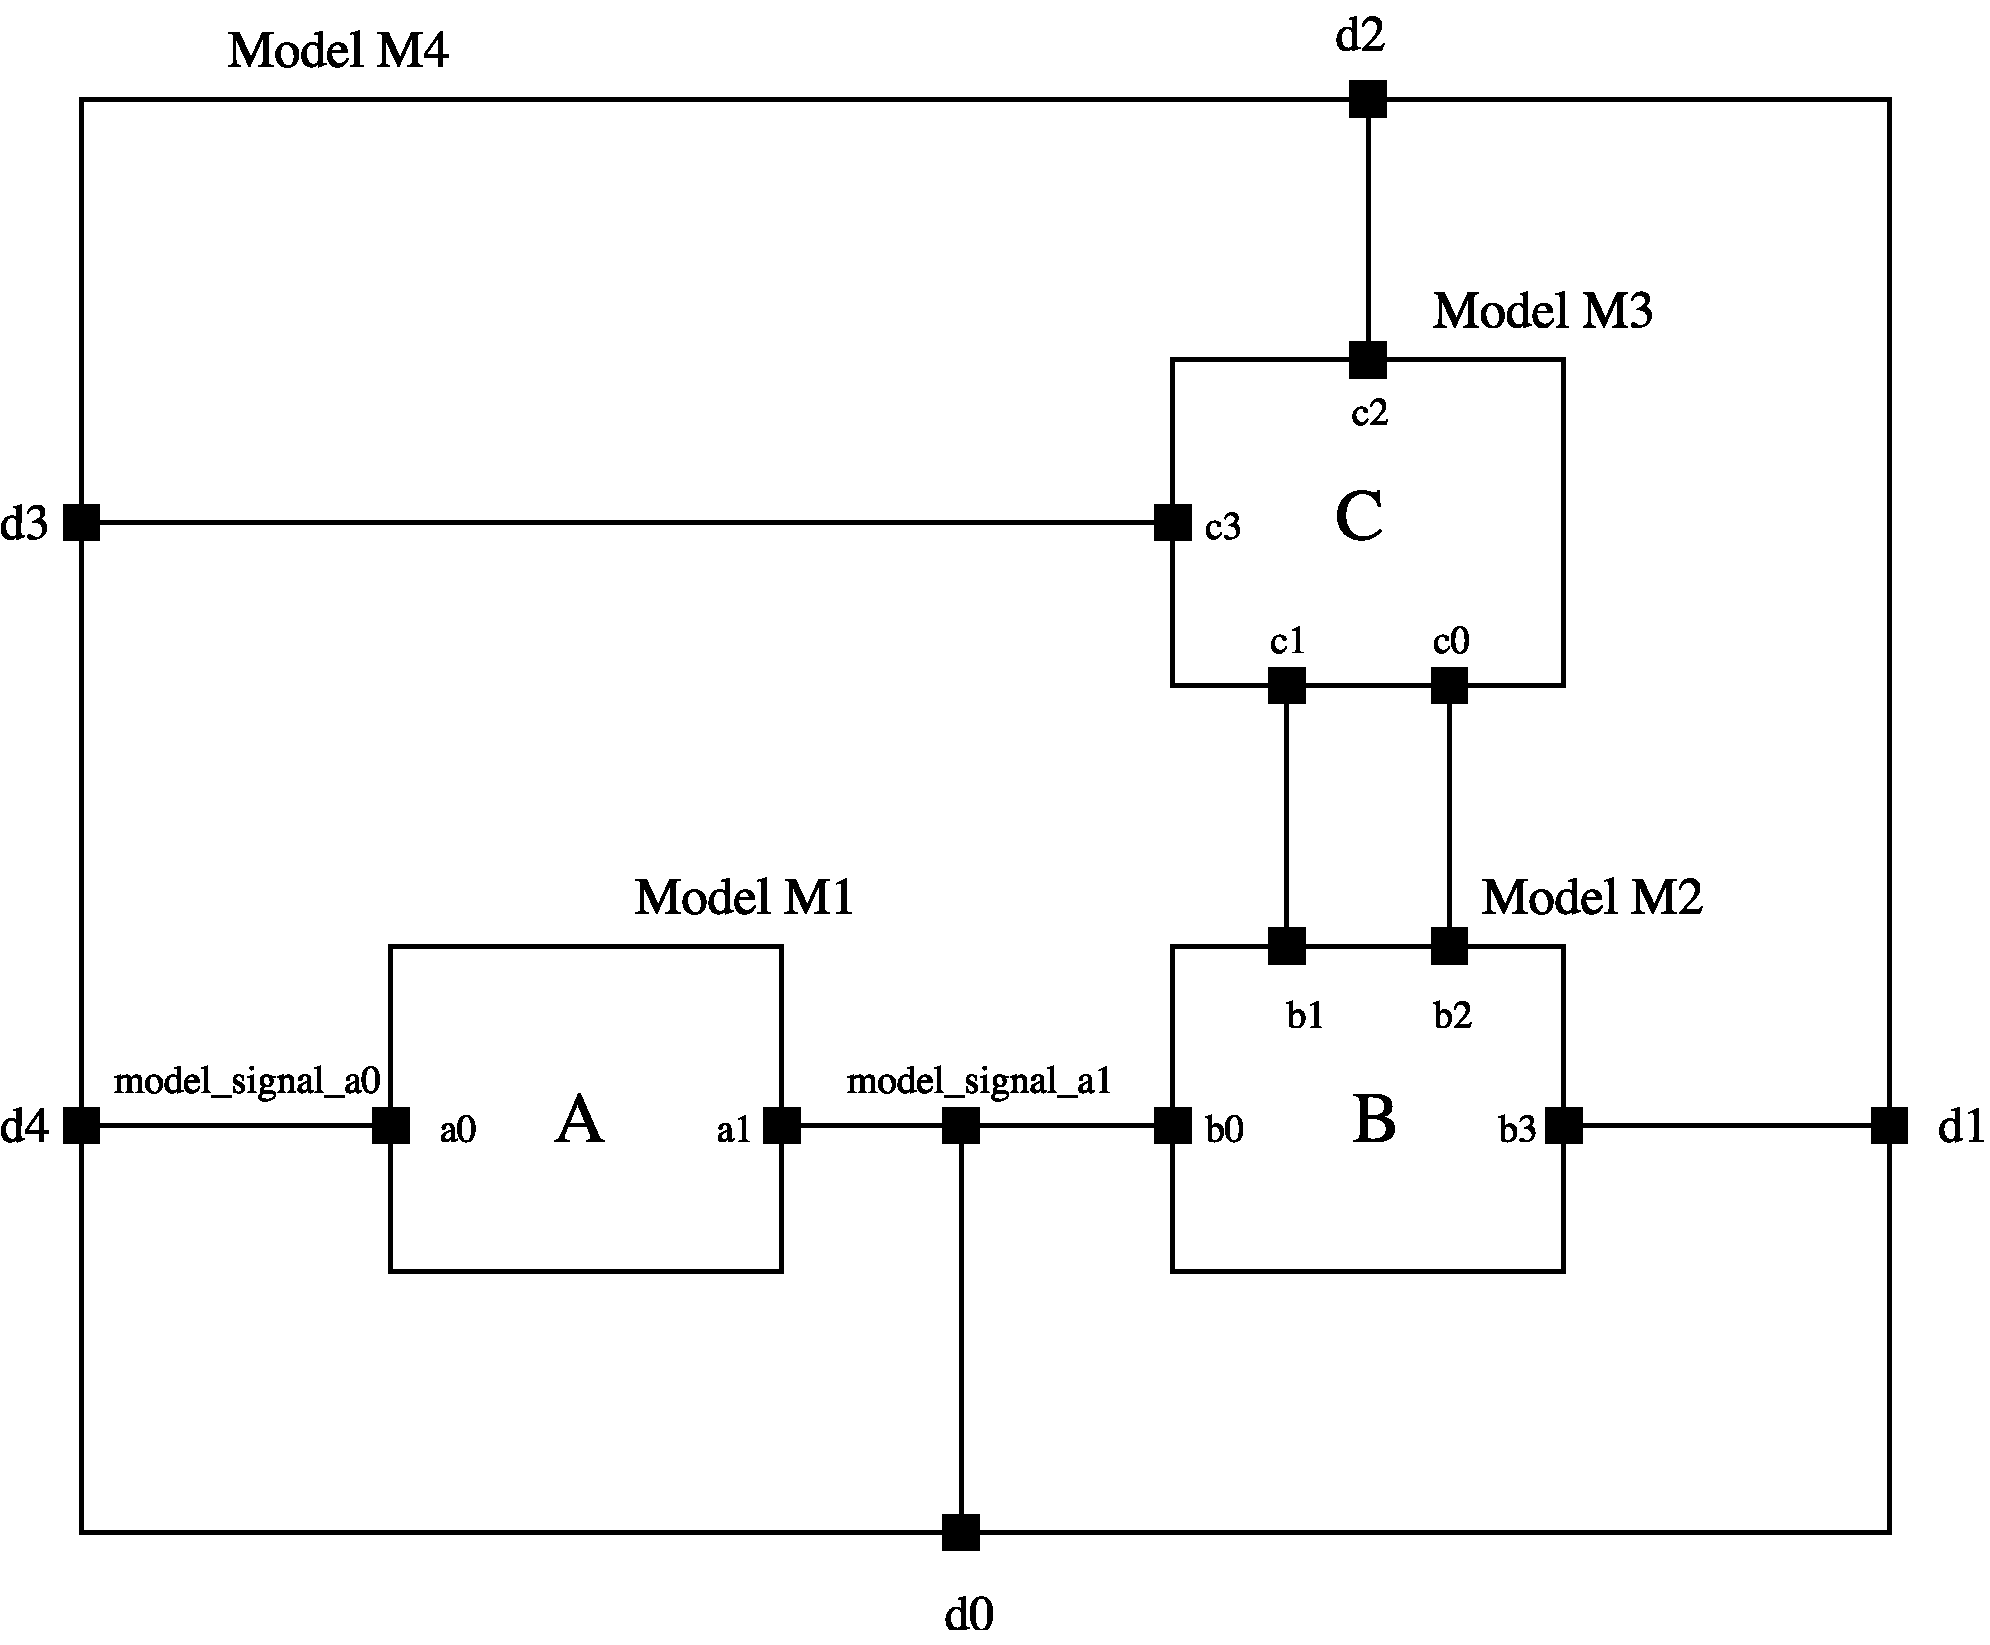 d2
Model M4
Model M3
c2
d3
c3
C
c1
c0
Model M1
Model M2
b1
b2
model_signal_a0
model_signal_a1
d4
a0
A
a1
b0
B
b3
d1
d0